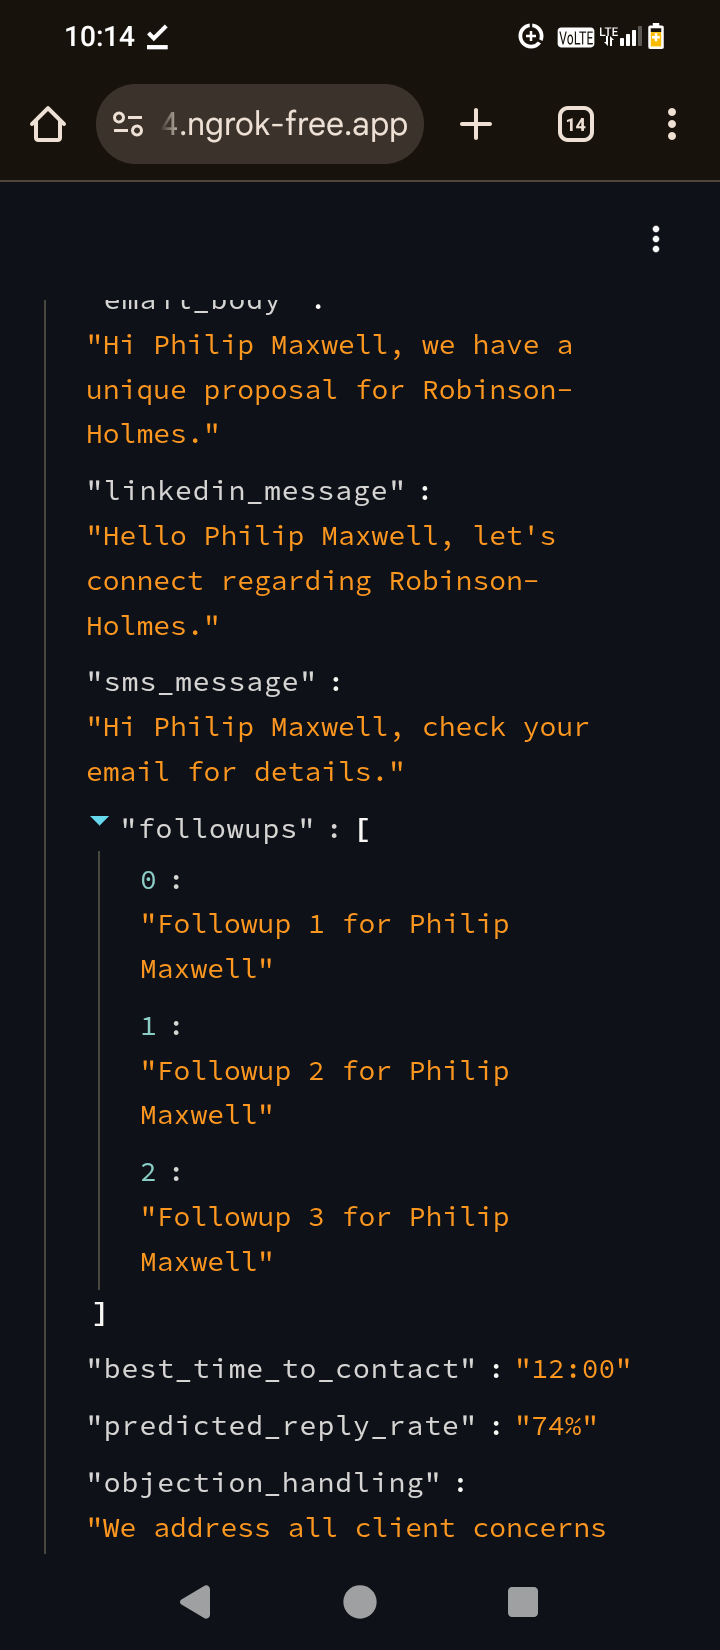 10:14
VoLTE LTE
4.ngrok-free.app
14
"email_body" :
"Hi Philip Maxwell, we have a
unique proposal for Robinson-
Holmes."
"linkedin_message" :
"Hello Philip Maxwell, let's
connect regarding Robinson-
Holmes."
"sms_message" :
"Hi Philip Maxwell, check your
email for details."
"followups" : [
0 :
"Followup 1 for Philip
Maxwell"
1 :
"Followup 2 for Philip
Maxwell"
2 :
"Followup 3 for Philip
Maxwell"
]
"best_time_to_contact" : "12:00"
"predicted_reply_rate" : "74%"
"objection_handling" :
"We address all client concerns